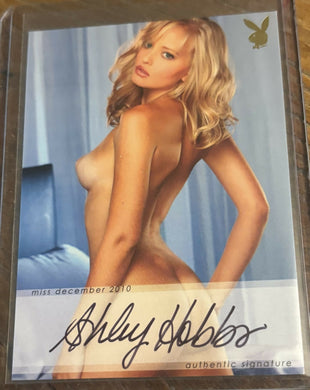 miss december 2010
Ashley Hobbs
authentic signature